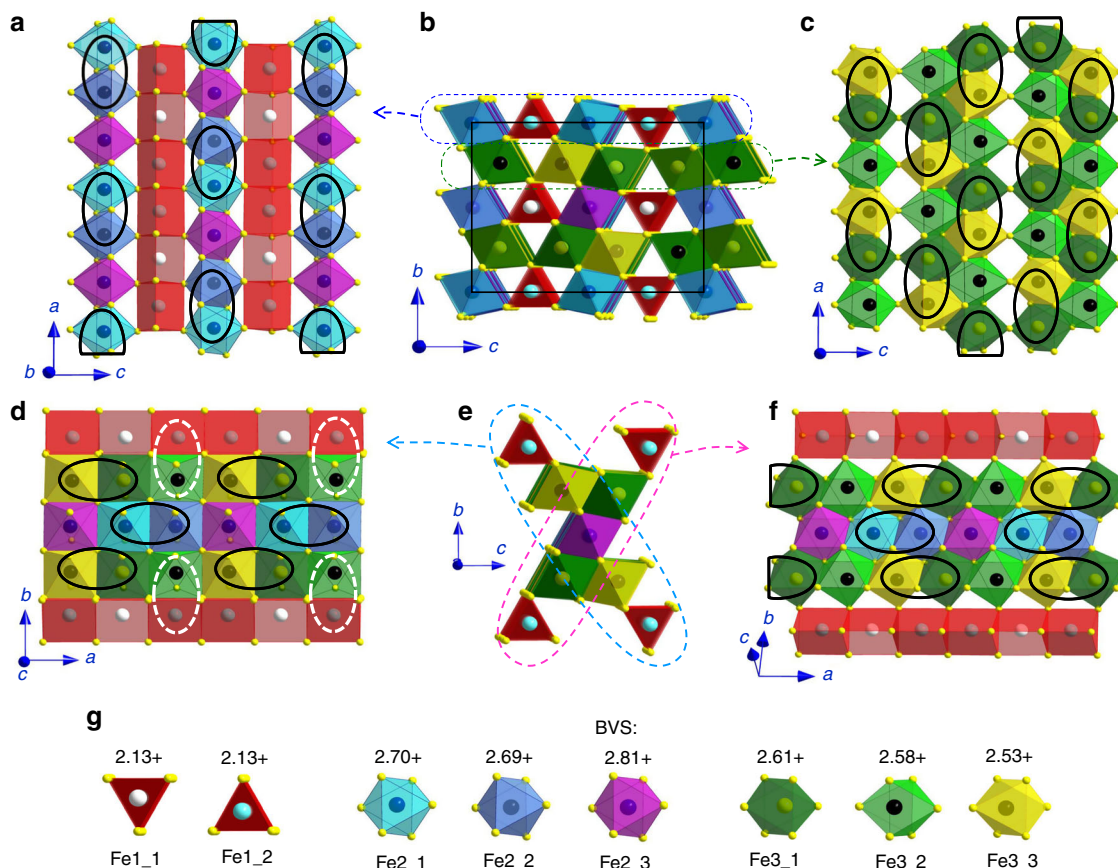 a
b
c
a
b
c
b
c
a
c
d
e
f
b
c
a
b
c
b
c
a
g
BVS:
2.13+ 2.13+ 2.70+ 2.69+ 2.81+ 2.61+ 2.58+ 2.53+
Fe1_1 Fe1_2 Fe2_1 Fe2_2 Fe2_3 Fe3_1 Fe3_2 Fe3_3